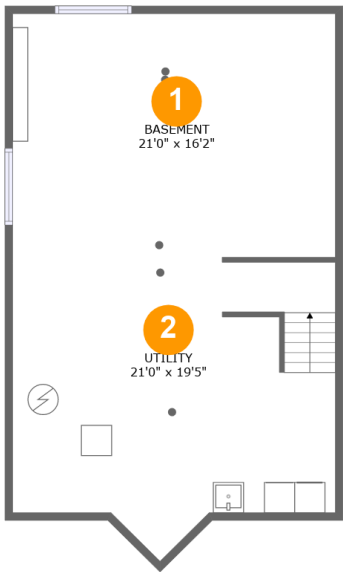 1
BASEMENT
21'0" x 16'2"
2
UTILITY
21'0" x 19'5"